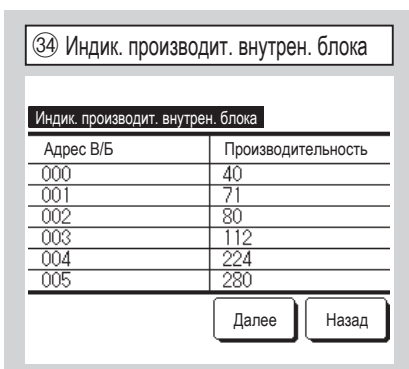 34 Индик. производит. внутрен. блока
Индик. производит. внутрен. блока
Адрес В/Б Производительность
000 40
001 71
002 80
003 112
004 224
005 280
Далее Назад